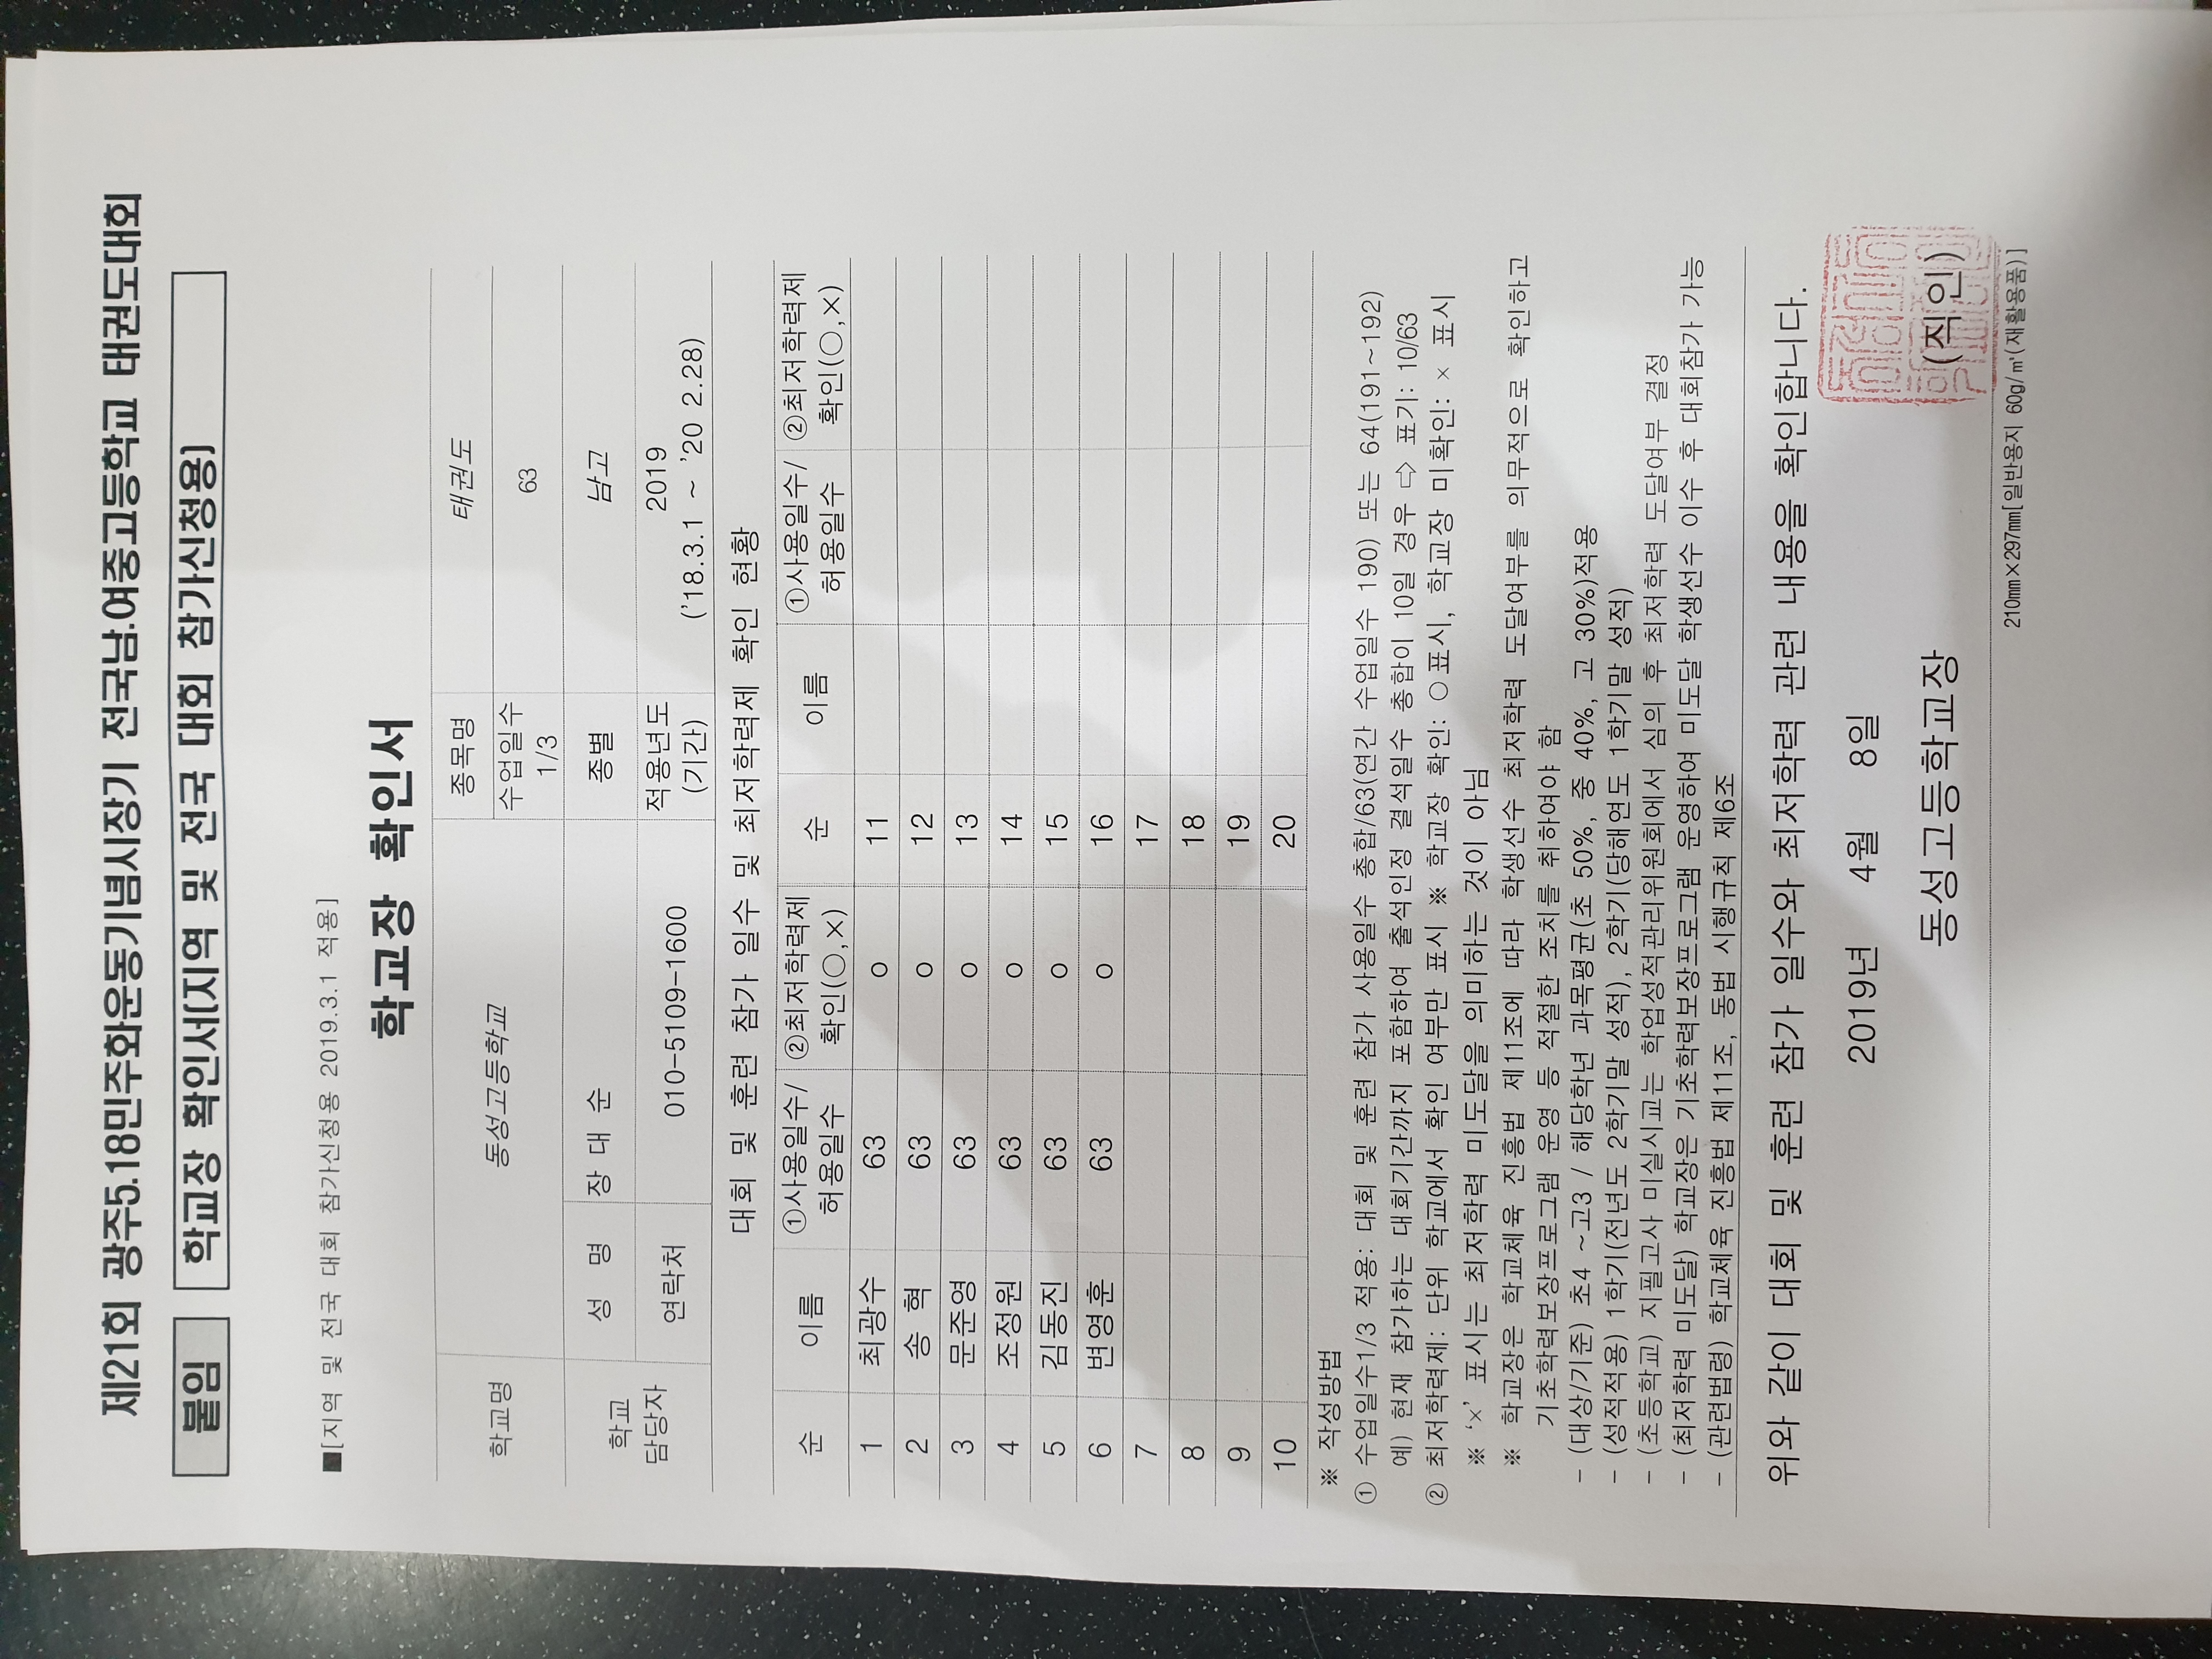 제21회 광주5.18민주화운동기념시장기 전국남.여중고등학교 태권도대회
붙임 학교장 확인서(지역 및 전국 대회 참가신청용)
■[지역 및 전국 대회 참가신청용 2019.3.1 적용]
학교장 확인서
학교명 동성고등학교 종목명 태권도
수업일수 1/3 63
학교 담당자 성 명 장 대 순 종별 남고
연락처 010-5109-1600 적용년도 (기간) 2019 ('18.3.1 ~ '20 2.28)
대회 및 훈련 참가 일수 및 최저학력제 확인 현황
순 이름 ①사용일수/허용일수 ②최저학력제 확인(○,×) 순 이름 ①사용일수/허용일수 ②최저학력제 확인(○,×)
1 최광수 63 ○ 11
2 송 혁 63 ○ 12
3 문준영 63 ○ 13
4 조정원 63 ○ 14
5 김동진 63 ○ 15
6 변영훈 63 ○ 16
7 17
8 18
9 19
10 20
※ 작성방법
① 수업일수1/3 적용: 대회 및 훈련 참가 사용일수 총합/63(연간 수업일수 190) 또는 64(191~192)
예) 현재 참가하는 대회기간까지 포함하여 출석인정 결석일수 총합이 10일 경우 ⇨ 표기: 10/63
② 최저학력제: 단위 학교에서 확인 여부만 표시 ※ 학교장 확인: ○표시, 학교장 미확인: × 표시
※ '×' 표시는 최저학력 미도달을 의미하는 것이 아님
※ 학교장은 학교체육 진흥법 제11조에 따라 학생선수 최저학력 도달여부를 의무적으로 확인하고
기초학력보장프로그램 운영 등 적절한 조치를 취하여야 함
- (대상/기준) 초4 ~고3 / 해당학년 과목평균(초 50%, 중 40%, 고 30%)적용
- (성적적용) 1학기(전년도 2학기말 성적), 2학기(당해연도 1학기말 성적)
- (초등학교) 지필고사 미실시교는 학업성적관리위원회에서 심의 후 최저학력 도달여부 결정
- (최저학력 미도달) 학교장은 기초학력보장프로그램 운영하여 미도달 학생선수 이수 후 대회참가 가능
- (관련법령) 학교체육 진흥법 제11조, 동법 시행규칙 제6조
위와 같이 대회 및 훈련 참가 일수와 최저학력 관련 내용을 확인합니다.
2019년 4월 8일
동성고등학교장 (직인)
210㎜×297㎜[일반용지 60g/㎡(재활용품)]